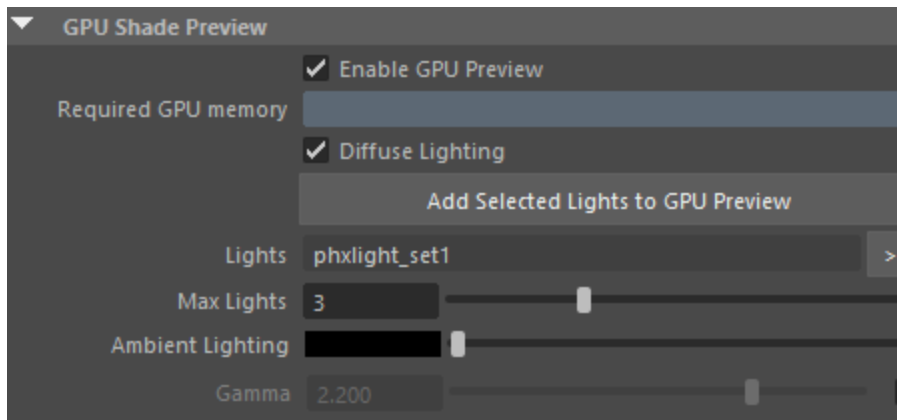 GPU Shade Preview
Enable GPU Preview
Required GPU memory
Diffuse Lighting
Add Selected Lights to GPU Preview
Lights phxlight_set1 >
Max Lights 3
Ambient Lighting
Gamma 2.200